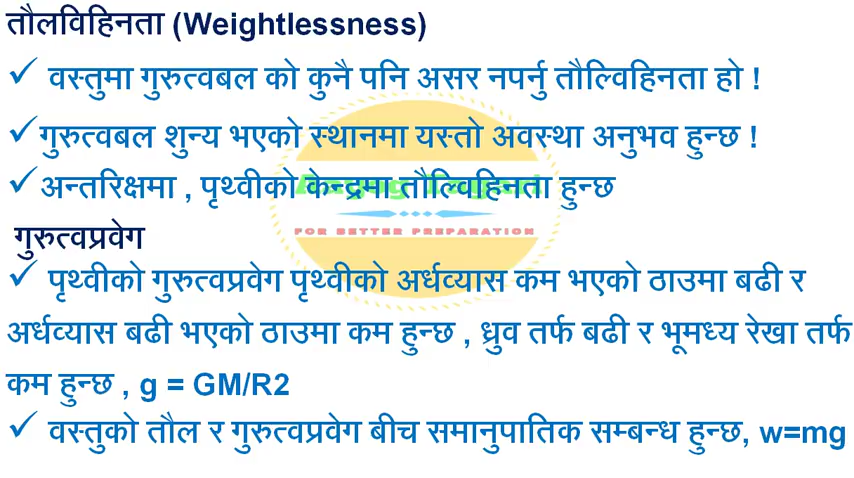 तौलविहिनता (Weightlessness)
✓ वस्तुमा गुरुत्वबल को कुनै पनि असर नपर्नु तौल्विहिनता हो !
✓ गुरुत्वबल शुन्य भएको स्थानमा यस्तो अवस्था अनुभव हुन्छ !
✓ अन्तरिक्षमा , पृथ्वीको केन्द्रमा तौल्विहिनता हुन्छ
FOR BETTER PREPARATION
गुरुत्वप्रवेग
✓ पृथ्वीको गुरुत्वप्रवेग पृथ्वीको अर्धव्यास कम भएको ठाउमा बढी र
अर्धव्यास बढी भएको ठाउमा कम हुन्छ , ध्रुव तर्फ बढी र भूमध्य रेखा तर्फ
कम हुन्छ , g = GM/R2
✓ वस्तुको तौल र गुरुत्वप्रवेग बीच समानुपातिक सम्बन्ध हुन्छ, w=mg